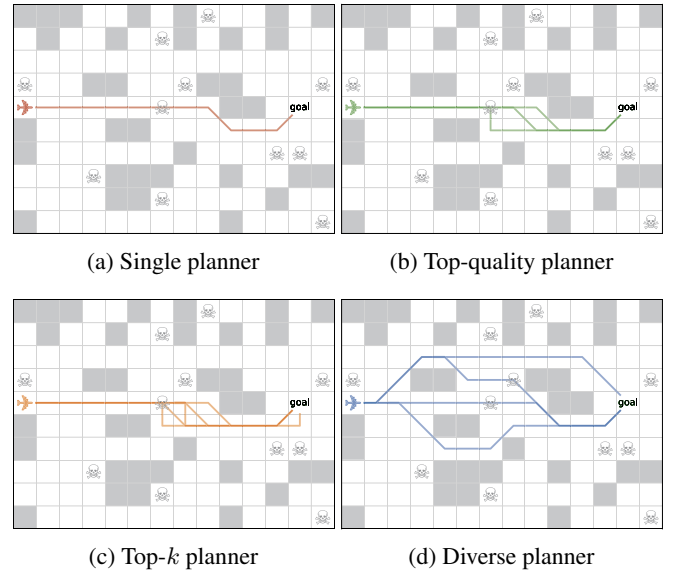 goal
goal
(a) Single planner
(b) Top-quality planner
goal
goal
(c) Top-k planner
(d) Diverse planner